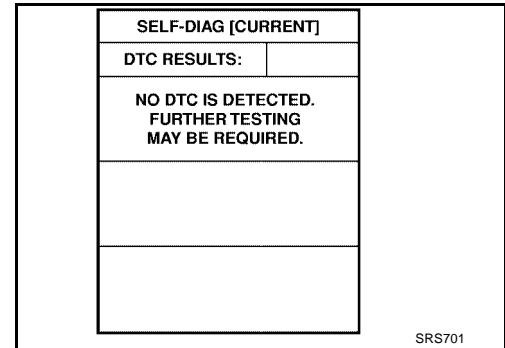 SELF-DIAG [CURRENT]
DTC RESULTS:
NO DTC IS DETECTED.
FURTHER TESTING
MAY BE REQUIRED.
SRS701